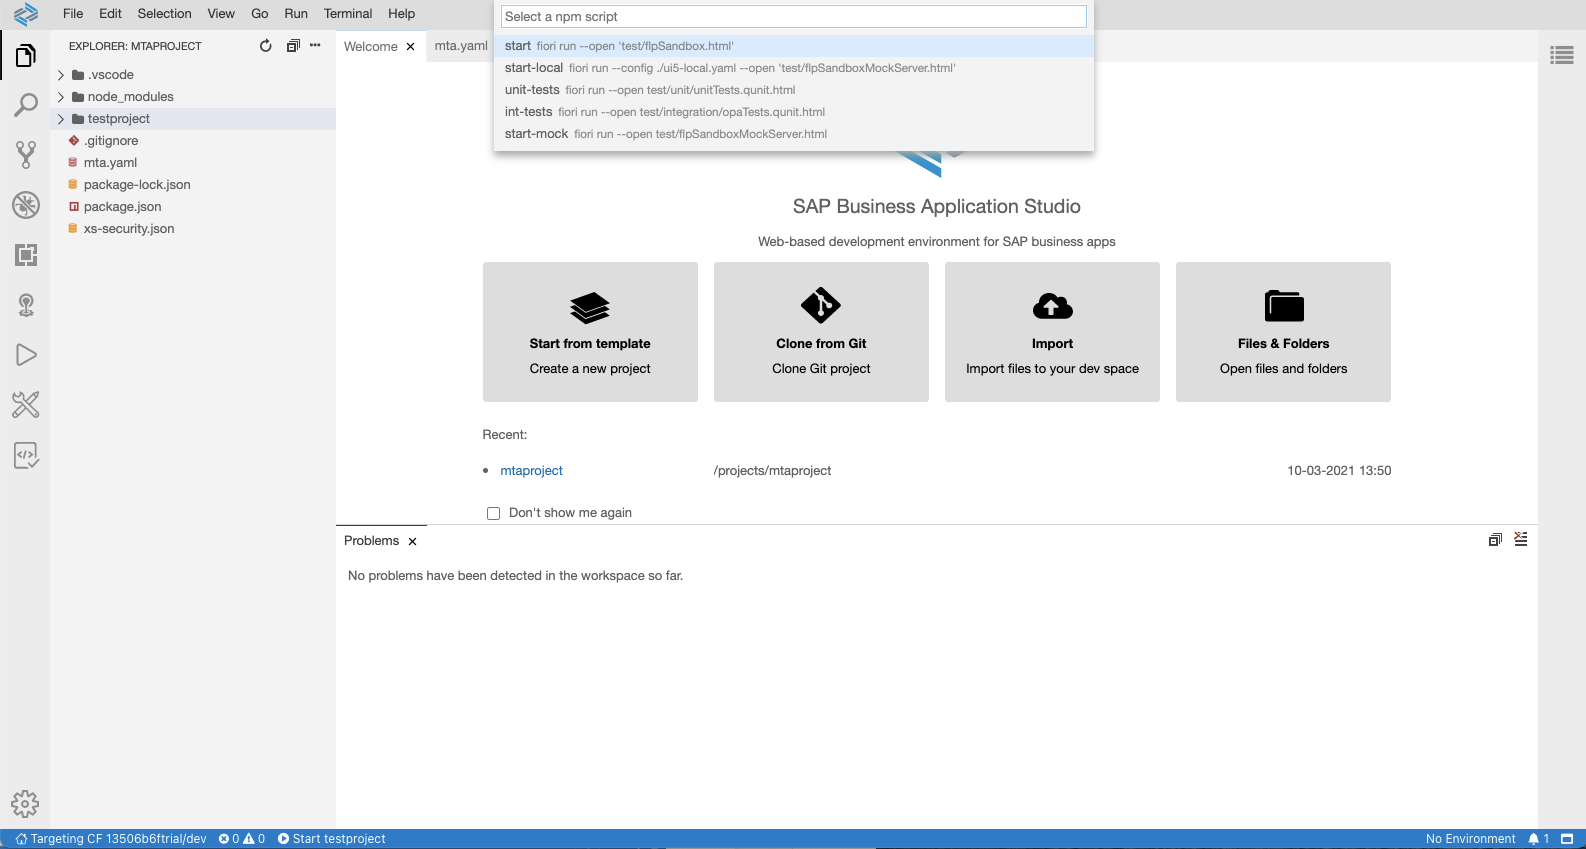 File Edit Selection View Go Run Terminal Help
Select a npm script
start fiori run --open 'test/flpSandbox.html'
start-local fiori run --config ./ui5-local.yaml --open 'test/flpSandboxMockServer.html'
unit-tests fiori run --open test/unit/unitTests.qunit.html
int-tests fiori run --open test/integration/opaTests.qunit.html
start-mock fiori run --open test/flpSandboxMockServer.html
EXPLORER: MTAPROJECT
.vscode
node_modules
testproject
.gitignore
mta.yaml
package-lock.json
package.json
xs-security.json
Welcome
mta.yaml
SAP Business Application Studio
Web-based development environment for SAP business apps
Start from template
Create a new project
Clone from Git
Clone Git project
Import
Import files to your dev space
Files & Folders
Open files and folders
Recent:
mtaproject /projects/mtaproject 10-03-2021 13:50
Don't show me again
Problems
No problems have been detected in the workspace so far.
Targeting CF 13506b6ftrial/dev 0 0 Start testproject No Environment 1